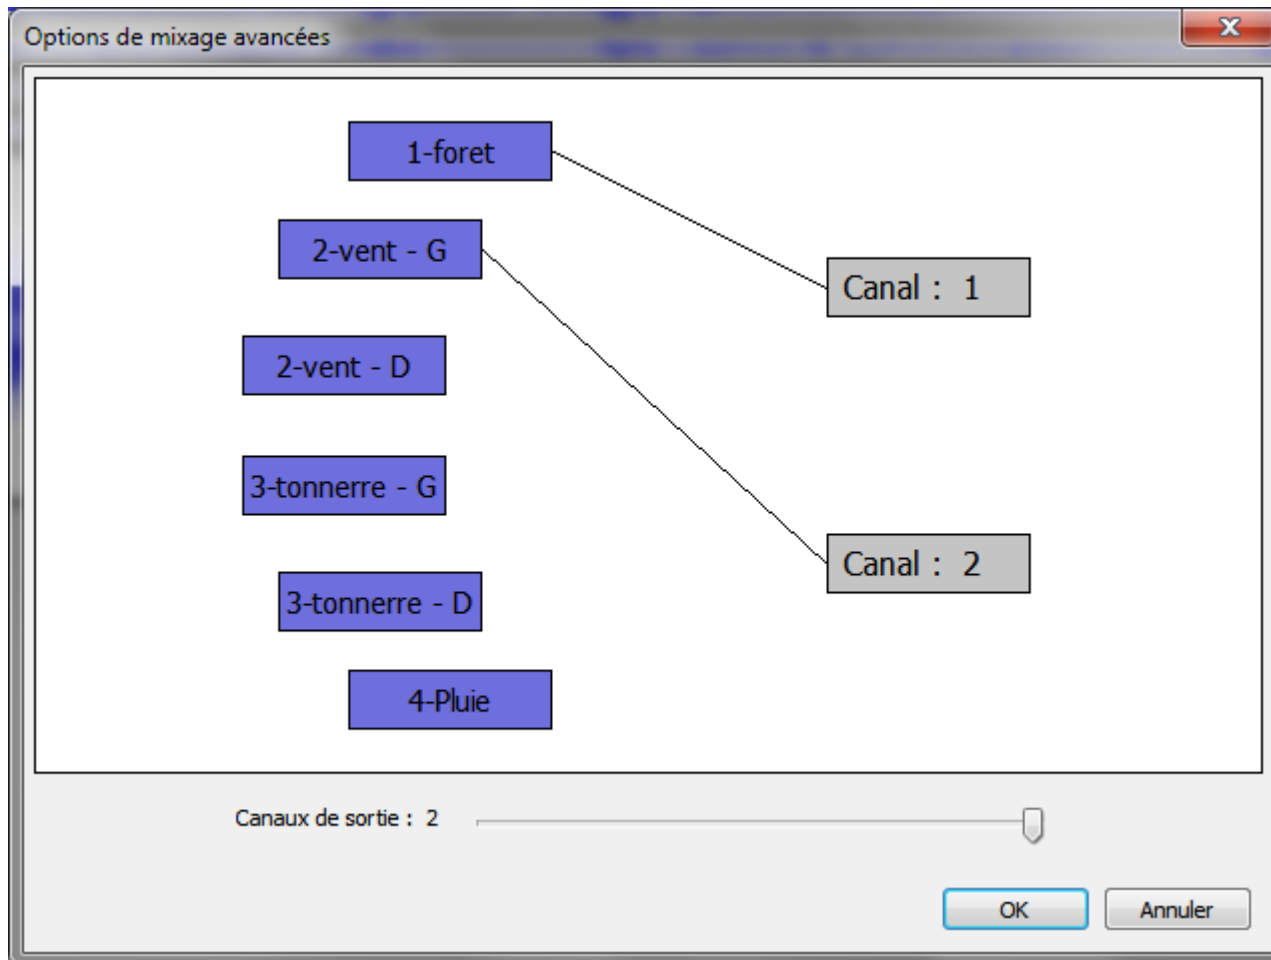 Options de mixage avancées
1-foret
2-vent - G
Canal : 1
2-vent - D
3-tonnerre - G
Canal : 2
3-tonnerre - D
4-Pluie
Canaux de sortie : 2
OK
Annuler